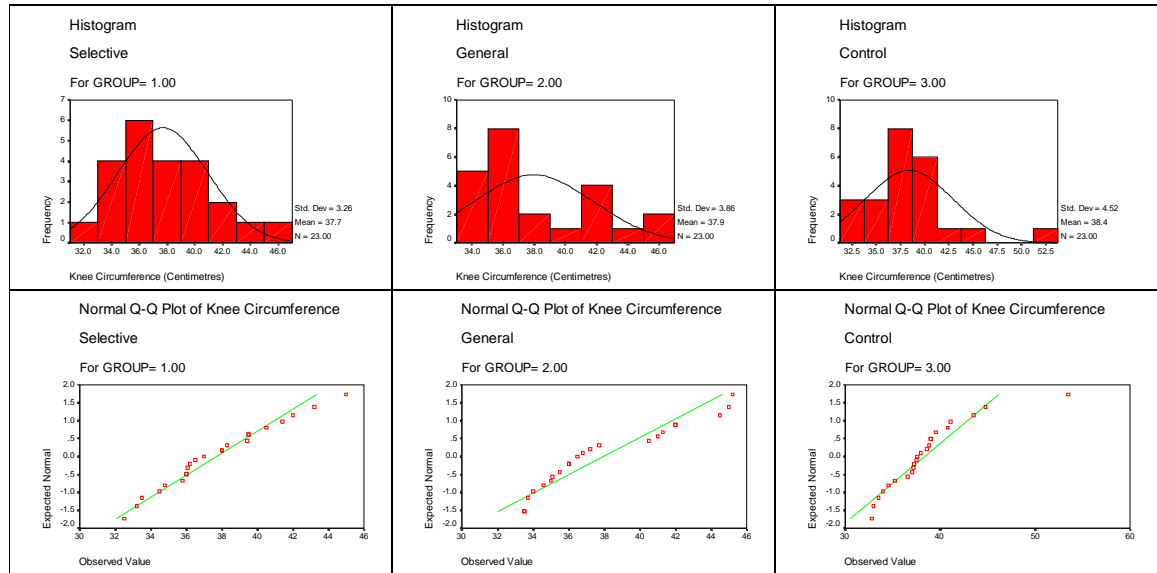 Histogram
Selective
For GROUP= 1.00
7
6
5
4
3
2
1
0
Frequency
32.0 34.0 36.0 38.0 40.0 42.0 44.0 46.0
Std. Dev = 3.26
Mean = 37.7
N = 23.00
Knee Circumference (Centimetres)
Histogram
General
For GROUP= 2.00
10
8
6
4
2
0
Frequency
34.0 36.0 38.0 40.0 42.0 44.0 46.0
Std. Dev = 3.86
Mean = 37.9
N = 23.00
Knee Circumference (Centimetres)
Histogram
Control
For GROUP= 3.00
10
8
6
4
2
0
Frequency
32.5 35.0 37.5 40.0 42.5 45.0 47.5 50.0 52.5
Std. Dev = 4.52
Mean = 38.4
N = 23.00
Knee Circumference (Centimetres)
Normal Q-Q Plot of Knee Circumference
Selective
For GROUP= 1.00
2.0
1.5
1.0
.5
0.0
-.5
-1.0
-1.5
-2.0
Expected Normal
30 32 34 36 38 40 42 44 46
Observed Value
Normal Q-Q Plot of Knee Circumference
General
For GROUP= 2.00
2.0
1.5
1.0
.5
0.0
-.5
-1.0
-1.5
-2.0
Expected Normal
30 32 34 36 38 40 42 44 46
Observed Value
Normal Q-Q Plot of Knee Circumference
Control
For GROUP= 3.00
2.0
1.5
1.0
.5
0.0
-.5
-1.0
-1.5
-2.0
Expected Normal
30 40 50 60
Observed Value